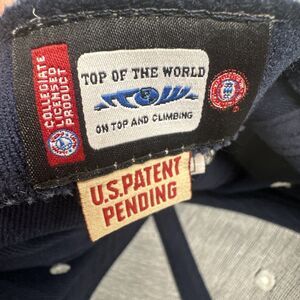 COLLEGIATE
LICENSED
PRODUCT
TOP OF THE WORLD
TOW
ON TOP AND CLIMBING
U.S. PATENT
PENDING